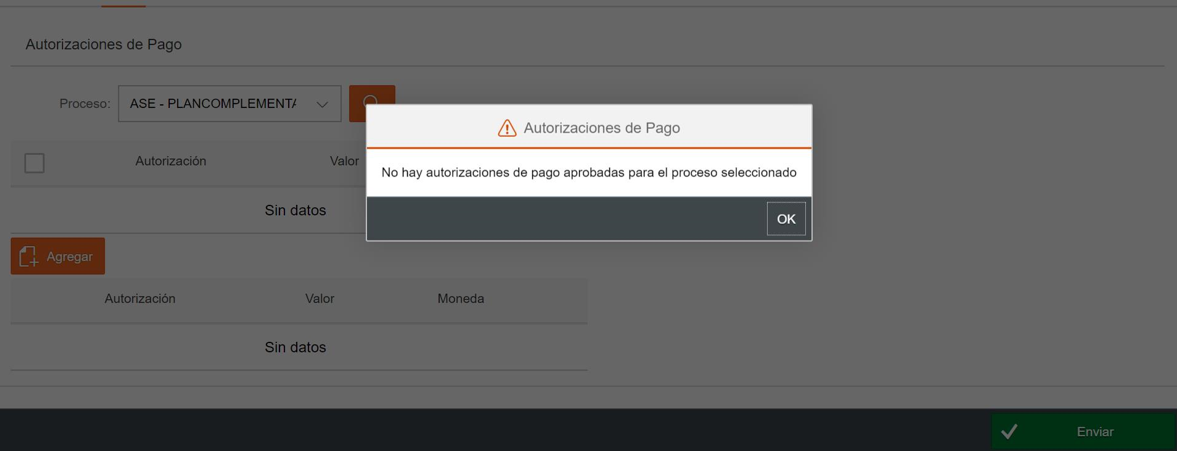 Autorizaciones de Pago
Proceso: ASE - PLANCOMPLEMENTA
Autorizaciones de Pago
No hay autorizaciones de pago aprobadas para el proceso seleccionado
OK
Autorización Valor
Sin datos
Agregar
Autorización Valor Moneda
Sin datos
Enviar